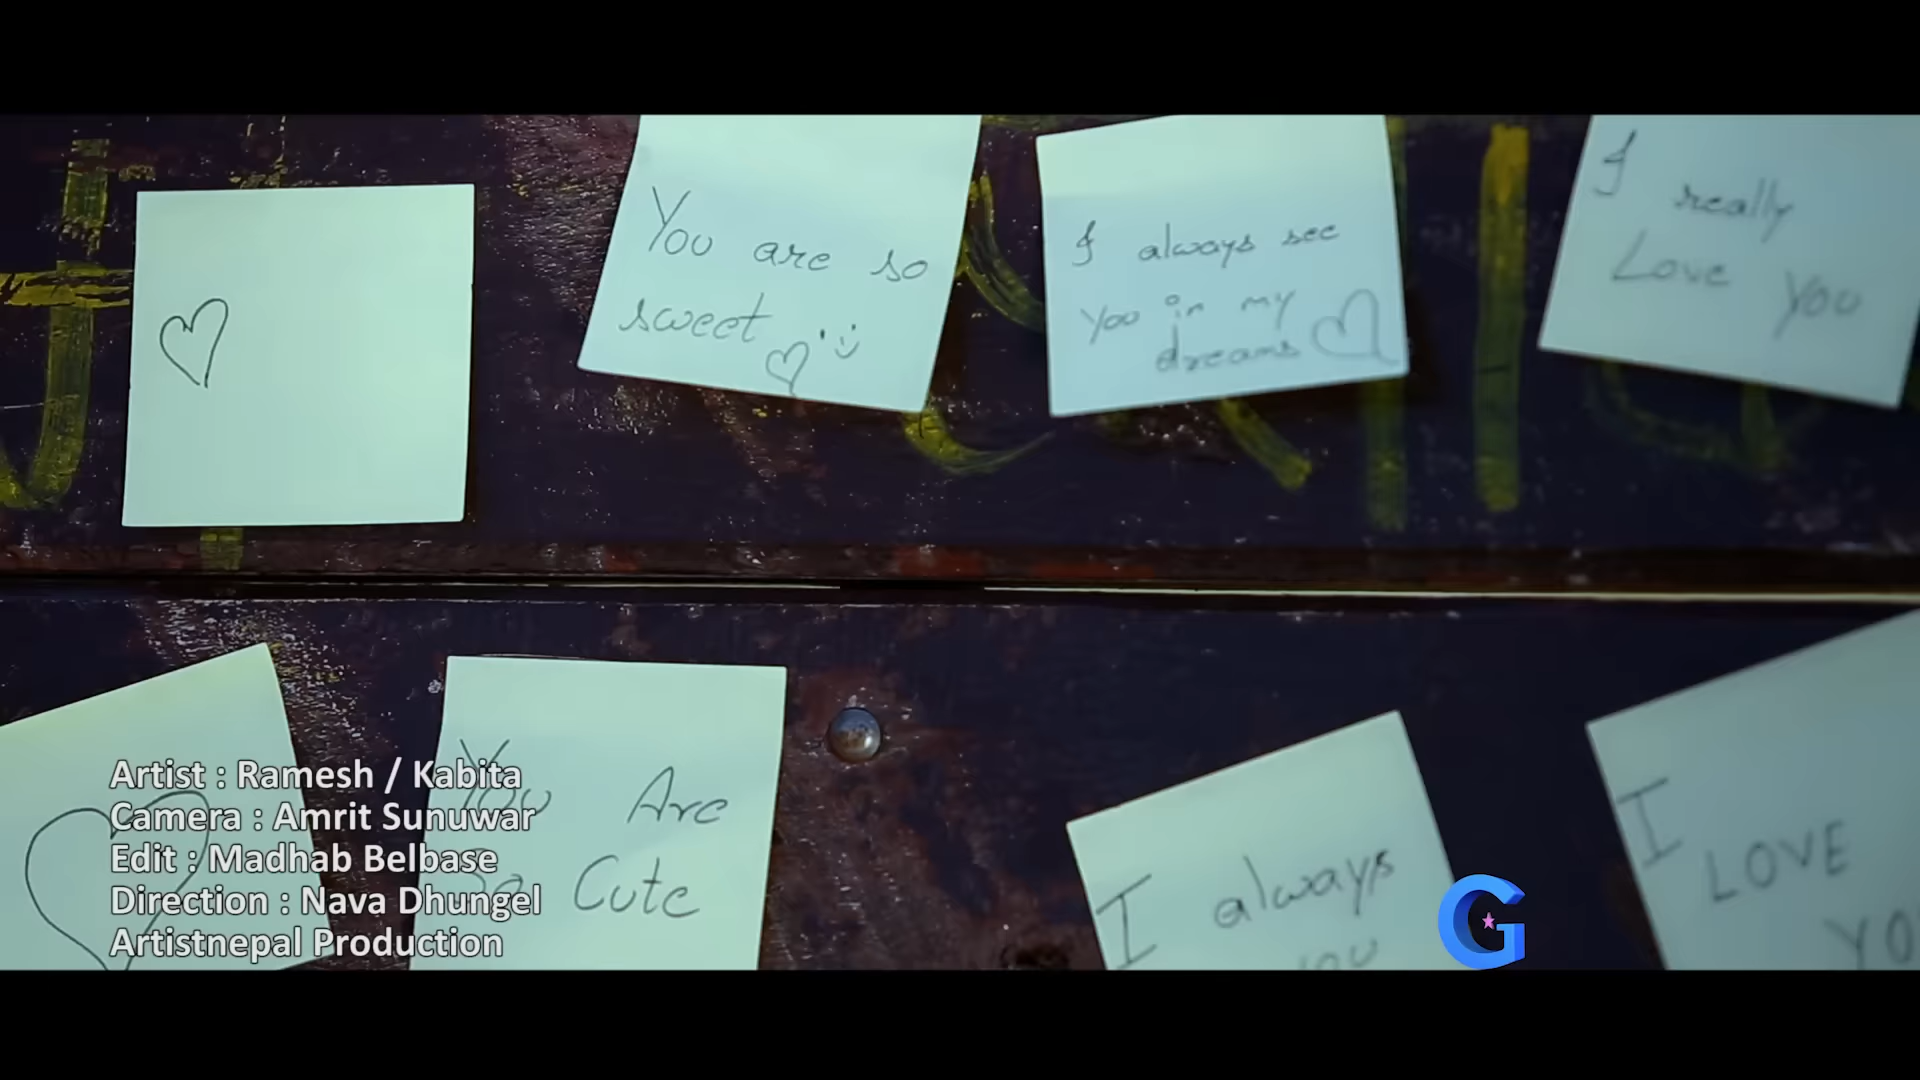 You are so
sweet
I always see
You in my
dreams
I really
Love You
You Are
So Cute
I always
I
LOVE
Artist : Ramesh / Kabita
Camera : Amrit Sunuwar
Edit : Madhab Belbase
Direction : Nava Dhungel
Artistnepal Production
G